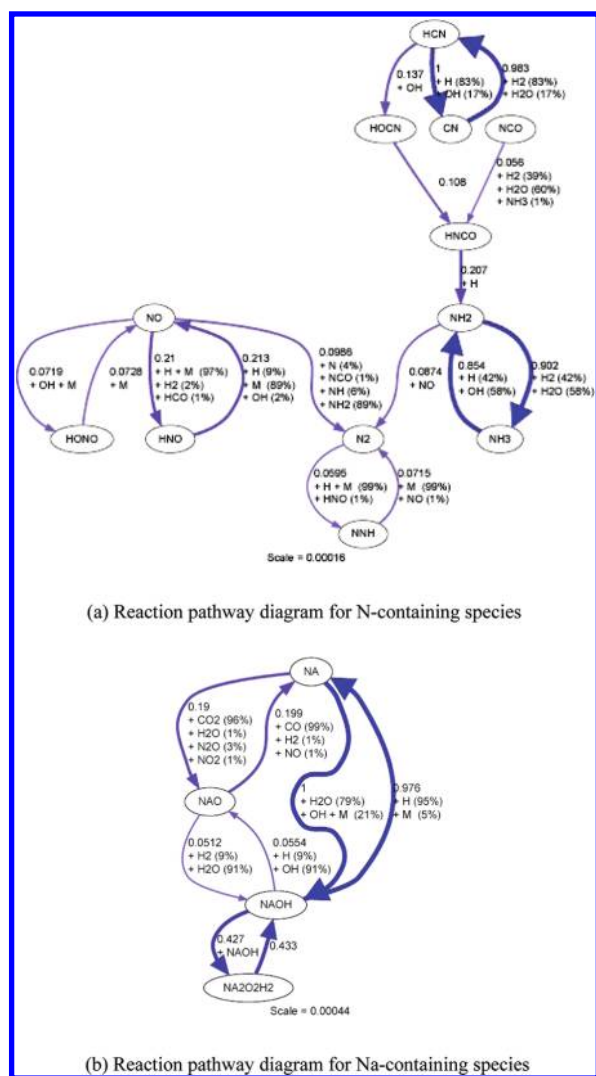 HCN
0.137
+ OH
1
+ H (83%)
+ OH (17%)
0.983
+ H2 (83%)
+ H2O (17%)
HOCN
CN
NCO
0.108
0.056
+ H2 (39%)
+ H2O (60%)
+ NH3 (1%)
HNCO
0.207
+ H
NO
NH2
0.0719
+ OH + M
0.0728
+ M
0.21
+ H + M (97%)
+ H2 (2%)
+ HCO (1%)
0.213
+ H (9%)
+ M (89%)
+ OH (2%)
0.0986
+ N (4%)
+ NCO (1%)
+ NH (6%)
+ NH2 (89%)
0.0874
+ NO
0.854
+ H (42%)
+ OH (58%)
0.902
+ H2 (42%)
+ H2O (58%)
HONO
HNO
N2
NH3
0.0595
+ H + M (99%)
+ HNO (1%)
0.0715
+ M (99%)
+ NO (1%)
NNH
Scale = 0.00016
(a) Reaction pathway diagram for N-containing species
NA
0.19
+ CO2 (96%)
+ H2O (1%)
+ N2O (3%)
+ NO2 (1%)
0.199
+ CO (99%)
+ H2 (1%)
+ NO (1%)
1
+ H2O (79%)
+ OH + M (21%)
0.976
+ H (95%)
+ M (5%)
NAO
0.0512
+ H2 (9%)
+ H2O (91%)
0.0554
+ H (9%)
+ OH (91%)
NAOH
0.427
+ NAOH
0.433
NA2O2H2
Scale = 0.00044
(b) Reaction pathway diagram for Na-containing species